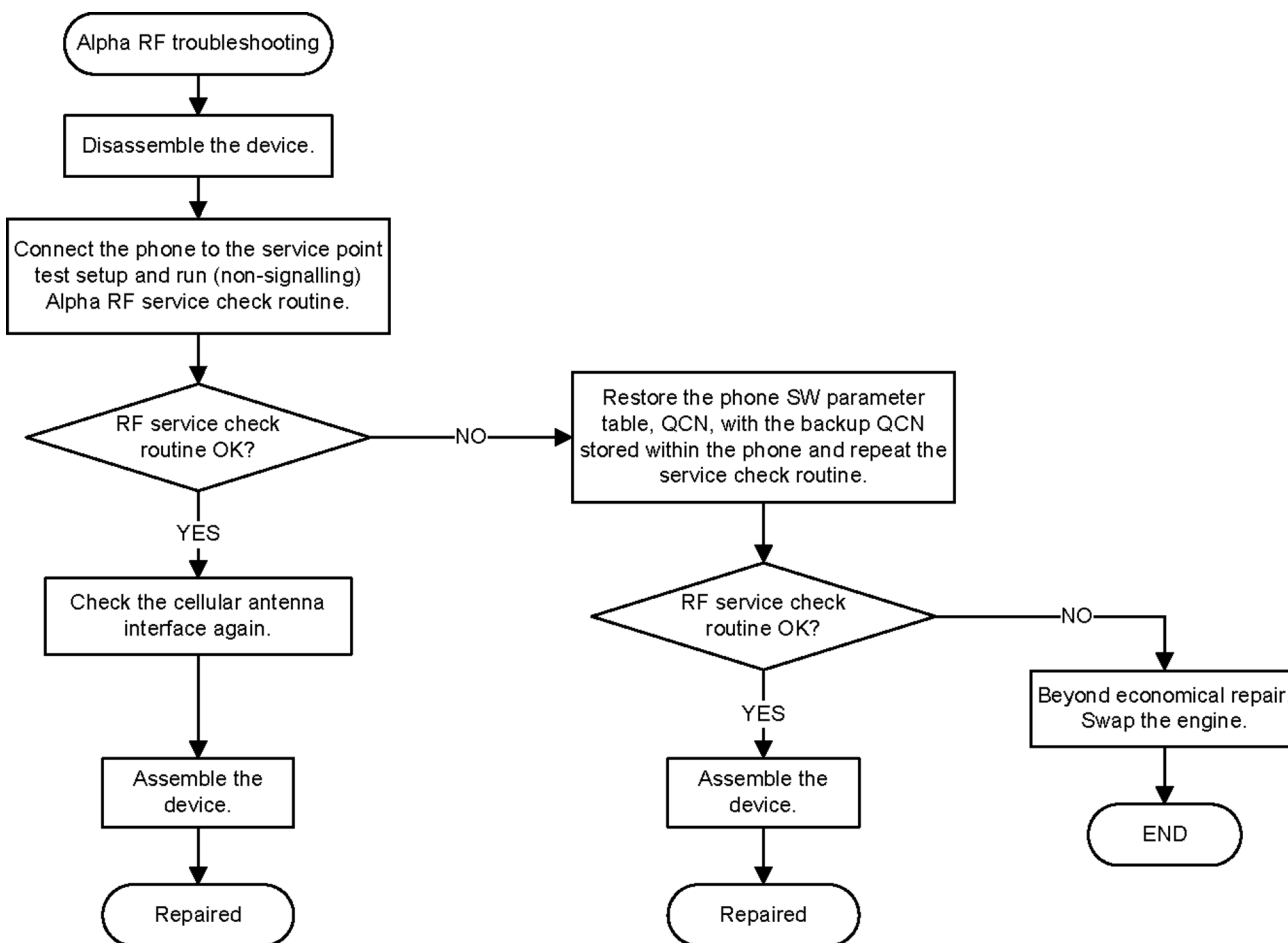 Alpha RF troubleshooting
Disassemble the device.
Connect the phone to the service point
test setup and run (non-signalling)
Alpha RF service check routine.
RF service check
routine OK?
NO
Restore the phone SW parameter
table, QCN, with the backup QCN
stored within the phone and repeat the
service check routine.
YES
Check the cellular antenna
interface again.
RF service check
routine OK?
NO
Beyond economical repair
Swap the engine.
YES
Assemble the
device.
Assemble the
device.
END
Repaired
Repaired